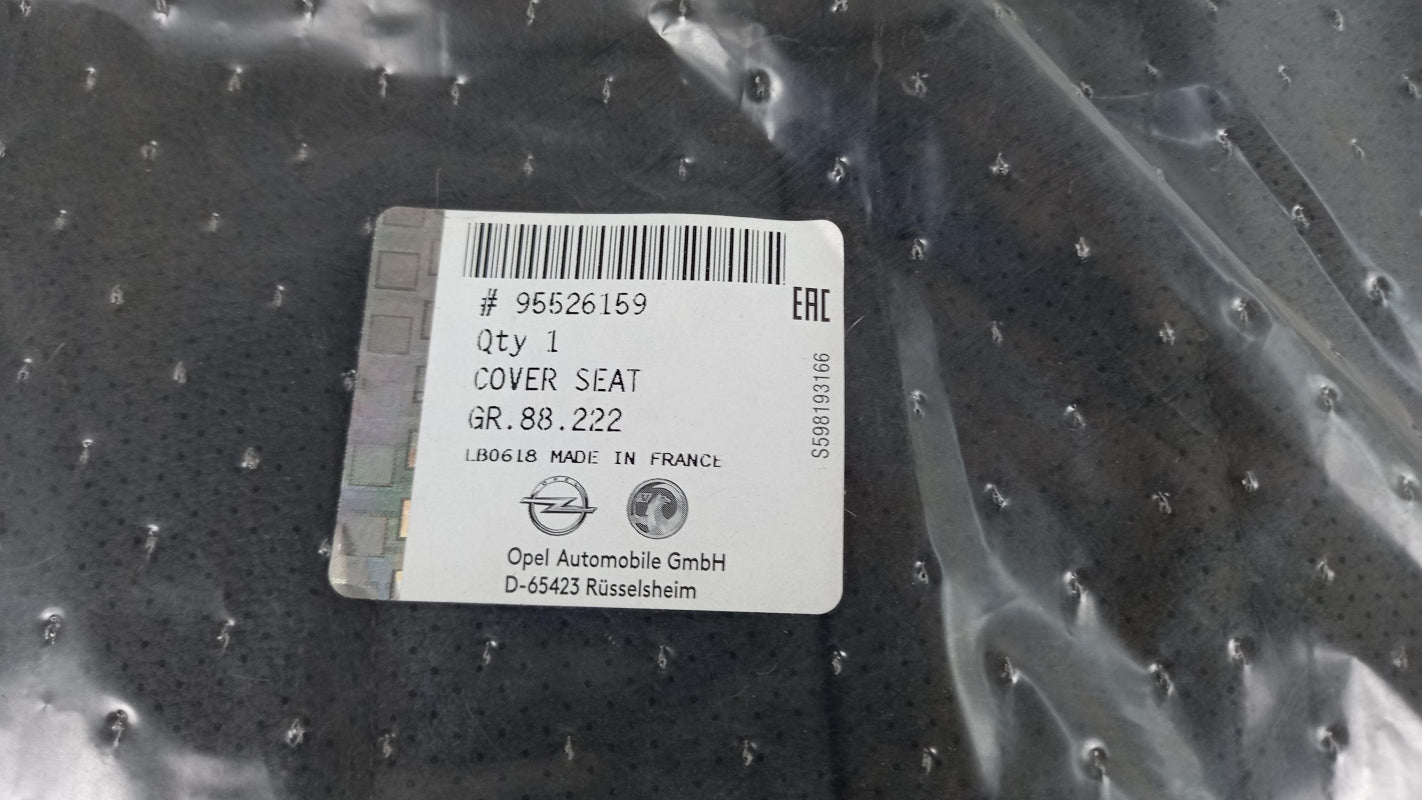 # 95526159
EAC
Qty 1
COVER SEAT
GR.88.222
S598193166
LB0618 MADE IN FRANCE
OPEL
Opel Automobile GmbH
D-65423 Rüsselsheim